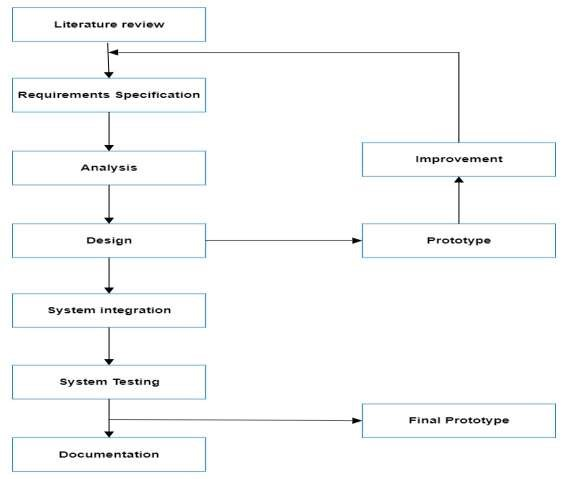 Literature review
Requirements Specification
Improvement
Analysis
Design
Prototype
System integration
System Testing
Final Prototype
Documentation